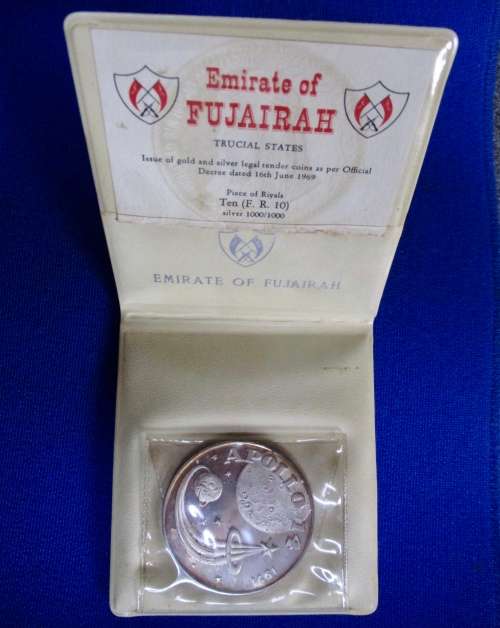 Emirate of
FUJAIRAH
TRUCIAL STATES
Issue of gold and silver legal tender coins as per Official
Decree dated 16th June 1969
Piece of Riyals
Ten (F. R. 10)
silver 1000/1000
EMIRATE OF FUJAIRAH
APOLLO